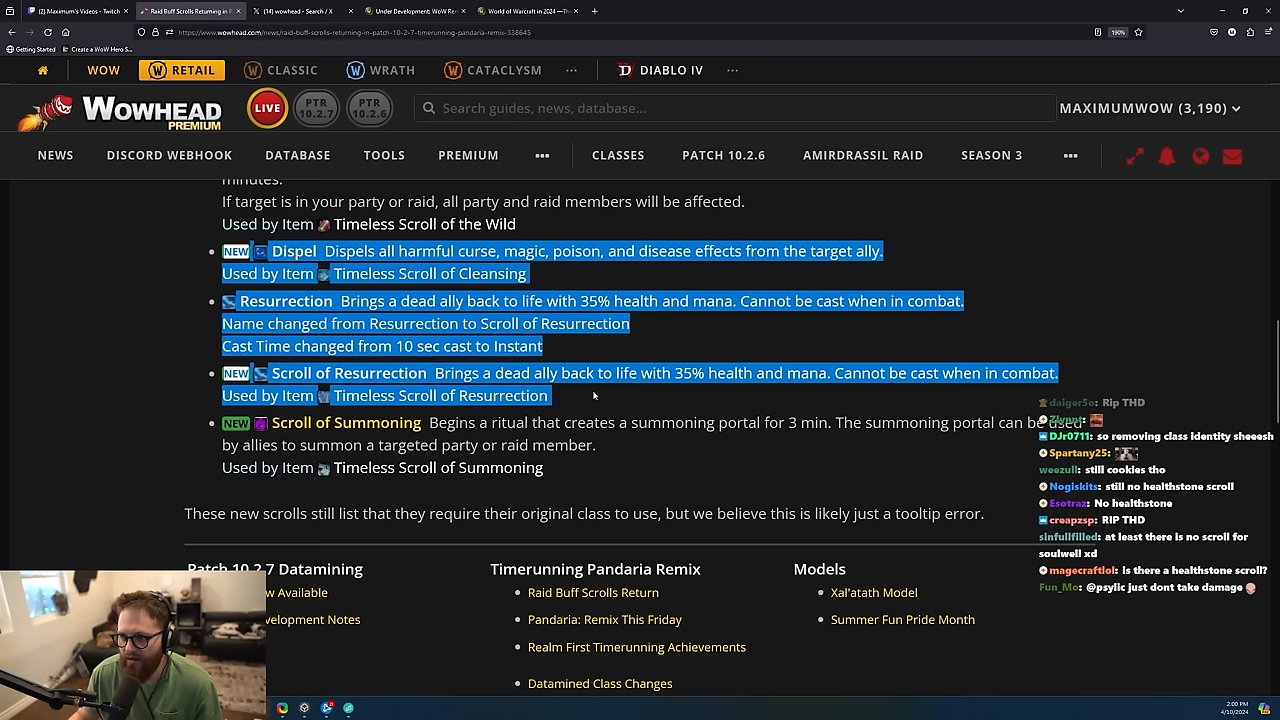 (2) Maximum's Videos - Twitch
Raid Buff Scrolls Returning in P
(14) wowhead - Search / X
Under Development: WoW Rem
World of Warcraft in 2024 —Th
https://www.wowhead.com/news/raid-buff-scrolls-returning-in-patch-10-2-7-timerunning-pandaria-remix-338645
190%
Getting Started
Create a WoW Hero S...
WOW
RETAIL
CLASSIC
WRATH
CATACLYSM
...
DIABLO IV
...
WOWHEAD
PREMIUM
LIVE
PTR
10.2.7
PTR
10.2.6
Search guides, news, database...
MAXIMUMWOW (3,190)
NEWS
DISCORD WEBHOOK
DATABASE
TOOLS
PREMIUM
...
CLASSES
PATCH 10.2.6
AMIRDRASSIL RAID
SEASON 3
...
minutes.
If target is in your party or raid, all party and raid members will be affected.
Used by Item Timeless Scroll of the Wild
NEW Dispel Dispels all harmful curse, magic, poison, and disease effects from the target ally.
Used by Item Timeless Scroll of Cleansing
Resurrection Brings a dead ally back to life with 35% health and mana. Cannot be cast when in combat.
Name changed from Resurrection to Scroll of Resurrection
Cast Time changed from 10 sec cast to Instant
NEW Scroll of Resurrection Brings a dead ally back to life with 35% health and mana. Cannot be cast when in combat.
Used by Item Timeless Scroll of Resurrection
NEW Scroll of Summoning Begins a ritual that creates a summoning portal for 3 min. The summoning portal can be used
by allies to summon a targeted party or raid member.
Used by Item Timeless Scroll of Summoning
These new scrolls still list that they require their original class to use, but we believe this is likely just a tooltip error.
daiger5o: Rip THD
DJr0711: so removing class identity sheeesh
Spartany25:
weezull: still cookies tho
Nogiskits: still no healthstone scroll
Esotraz: No healthstone
creapzsp: RIP THD
sinfullfilled: at least there is no scroll for
soulwell xd
magecraftlol: Is there a healthstone scroll?
Fun_Mo: @psylic just dont take damage
Patch 10.2.7 Datamining
w Available
velopment Notes
Timerunning Pandaria Remix
Raid Buff Scrolls Return
Pandaria: Remix This Friday
Realm First Timerunning Achievements
Datamined Class Changes
Models
Xal'atath Model
Summer Fun Pride Month
2:00 PM
4/10/2024